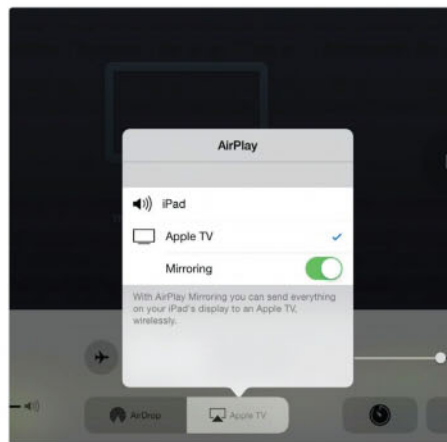 AirPlay
iPad
Apple TV
Mirroring
With AirPlay Mirroring you can send everything
on your iPad's display to an Apple TV,
wirelessly.
AirDrop
Apple TV